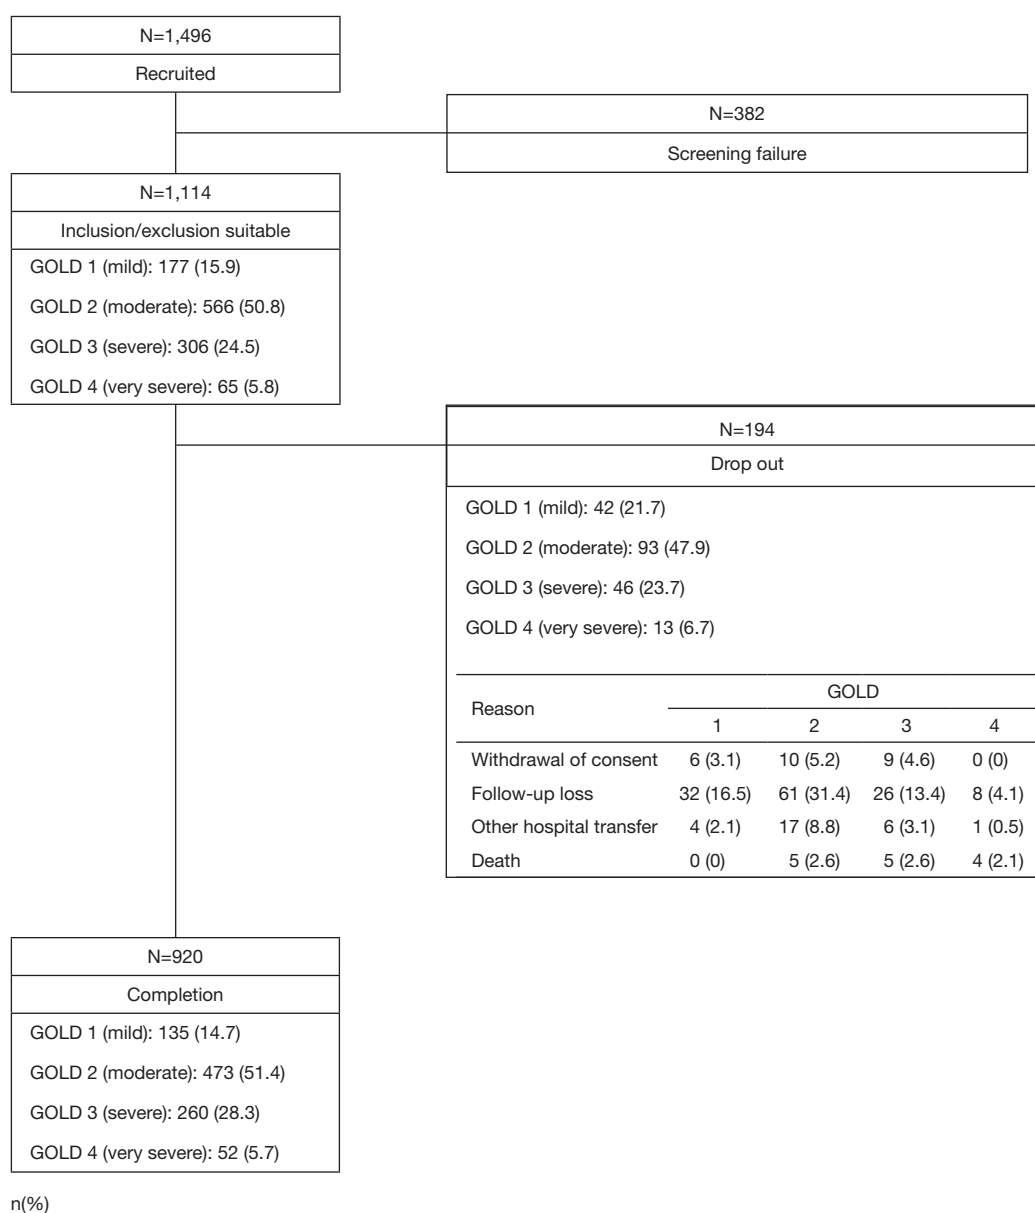 N=1,496
Recruited
N=382
Screening failure
N=1,114
Inclusion/exclusion suitable
GOLD 1 (mild): 177 (15.9)
GOLD 2 (moderate): 566 (50.8)
GOLD 3 (severe): 306 (24.5)
GOLD 4 (very severe): 65 (5.8)
N=194
Drop out
GOLD 1 (mild): 42 (21.7)
GOLD 2 (moderate): 93 (47.9)
GOLD 3 (severe): 46 (23.7)
GOLD 4 (very severe): 13 (6.7)
Reason GOLD
1 2 3 4
Withdrawal of consent 6 (3.1) 10 (5.2) 9 (4.6) 0 (0)
Follow-up loss 32 (16.5) 61 (31.4) 26 (13.4) 8 (4.1)
Other hospital transfer 4 (2.1) 17 (8.8) 6 (3.1) 1 (0.5)
Death 0 (0) 5 (2.6) 5 (2.6) 4 (2.1)
N=920
Completion
GOLD 1 (mild): 135 (14.7)
GOLD 2 (moderate): 473 (51.4)
GOLD 3 (severe): 260 (28.3)
GOLD 4 (very severe): 52 (5.7)
n(%)